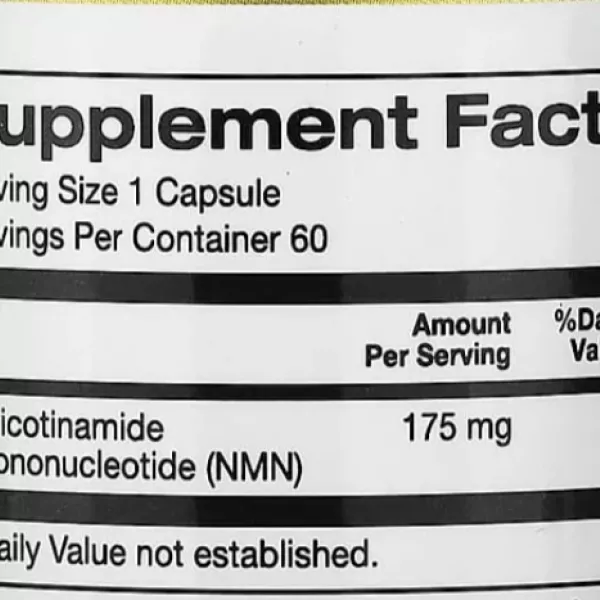 upplement Fact
ving Size 1 Capsule
vings Per Container 60
Amount %Da
Per Serving Va
icotinamide 175 mg
ononucleotide (NMN)
aily Value not established.